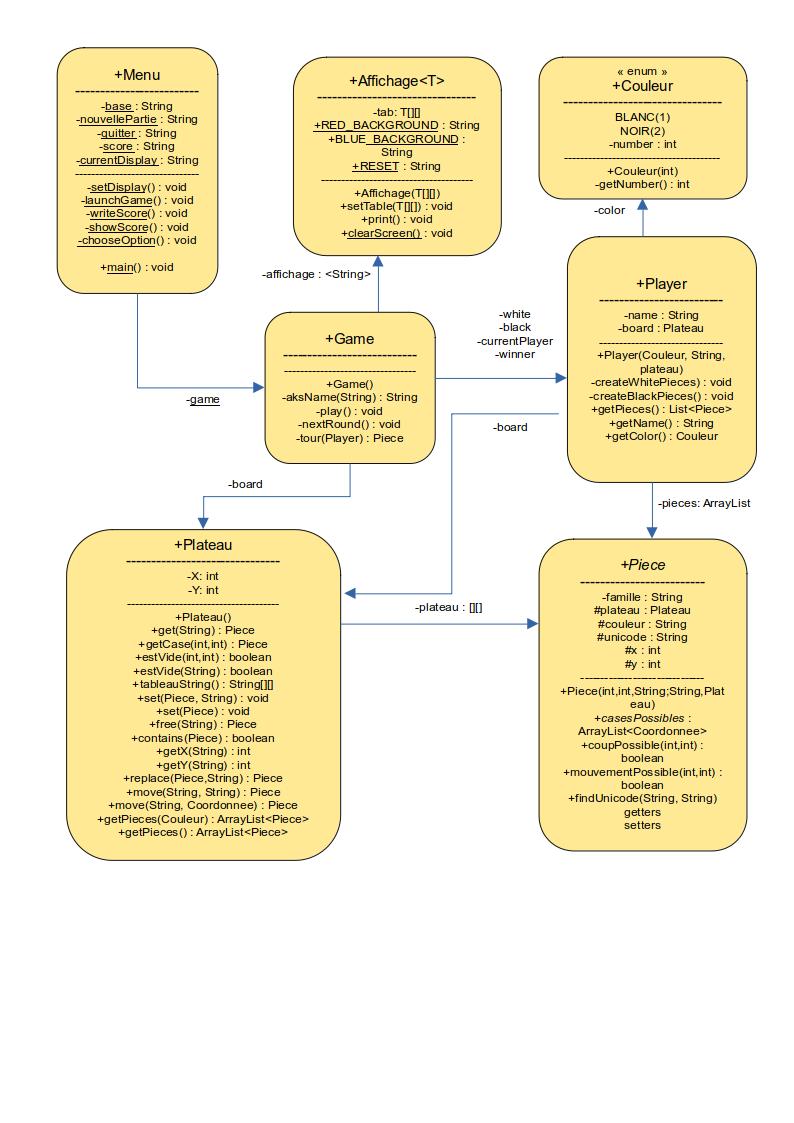 +Menu
-------------------------
-base : String
-nouvellePartie : String
-quitter : String
-score : String
-currentDisplay : String
-------------------------------
-setDisplay() : void
-launchGame() : void
-writeScore() : void
-showScore() : void
-chooseOption() : void
+main() : void
+Affichage<T>
--------------------------------
-tab: T[][]
+RED_BACKGROUND : String
+BLUE_BACKGROUND :
String
+RESET : String
--------------------------------------
+Affichage(T[][])
+setTable(T[][]) : void
+print() : void
+clearScreen() : void
« enum »
+Couleur
--------------------------------
BLANC(1)
NOIR(2)
-number : int
---------------------------------------
+Couleur(int)
-getNumber() : int
-color
-affichage : <String>
+Player
-------------------------
-name : String
-board : Plateau
-------------------------------
+Player(Couleur, String,
plateau)
-createWhitePieces) : void
-createBlackPieces() : void
+getPieces() : List<Piece>
+getName() : String
+getColor() : Couleur
-white
-black
-currentPlayer
-winner
+Game
---------------------------
---------------------------------
+Game()
-aksName(String) : String
-play() : void
-nextRound() : void
-tour(Player) : Piece
-game
-board
-board
-pieces: ArrayList
+Plateau
-------------------------------
-X: int
-Y: int
--------------------------------------
+Plateau()
+get(String) : Piece
+getCase(int,int) : Piece
+estVide(int,int) : boolean
+estVide(String) : boolean
+tableauString() : String[][]
+set(Piece, String) : void
+set(Piece) : void
+free(String) : Piece
+contains(Piece) : boolean
+getX(String) : int
+getY(String) : int
+replace(Piece,String) : Piece
+move(String, String) : Piece
+move(String, Coordonnee) : Piece
+getPieces(Couleur) : ArrayList<Piece>
+getPieces() : ArrayList<Piece>
-plateau : [][]
+Piece
-------------------------
-famille : String
#plateau : Plateau
#couleur : String
#unicode : String
#x : int
#y : int
-------------------------------
+Piece(int,int,String;String,Plat
eau)
+casesPossibles :
ArrayList<Coordonnee>
+coupPossible(int,int) :
boolean
+mouvementPossible(int,int) :
boolean
+findUnicode(String, String)
getters
setters